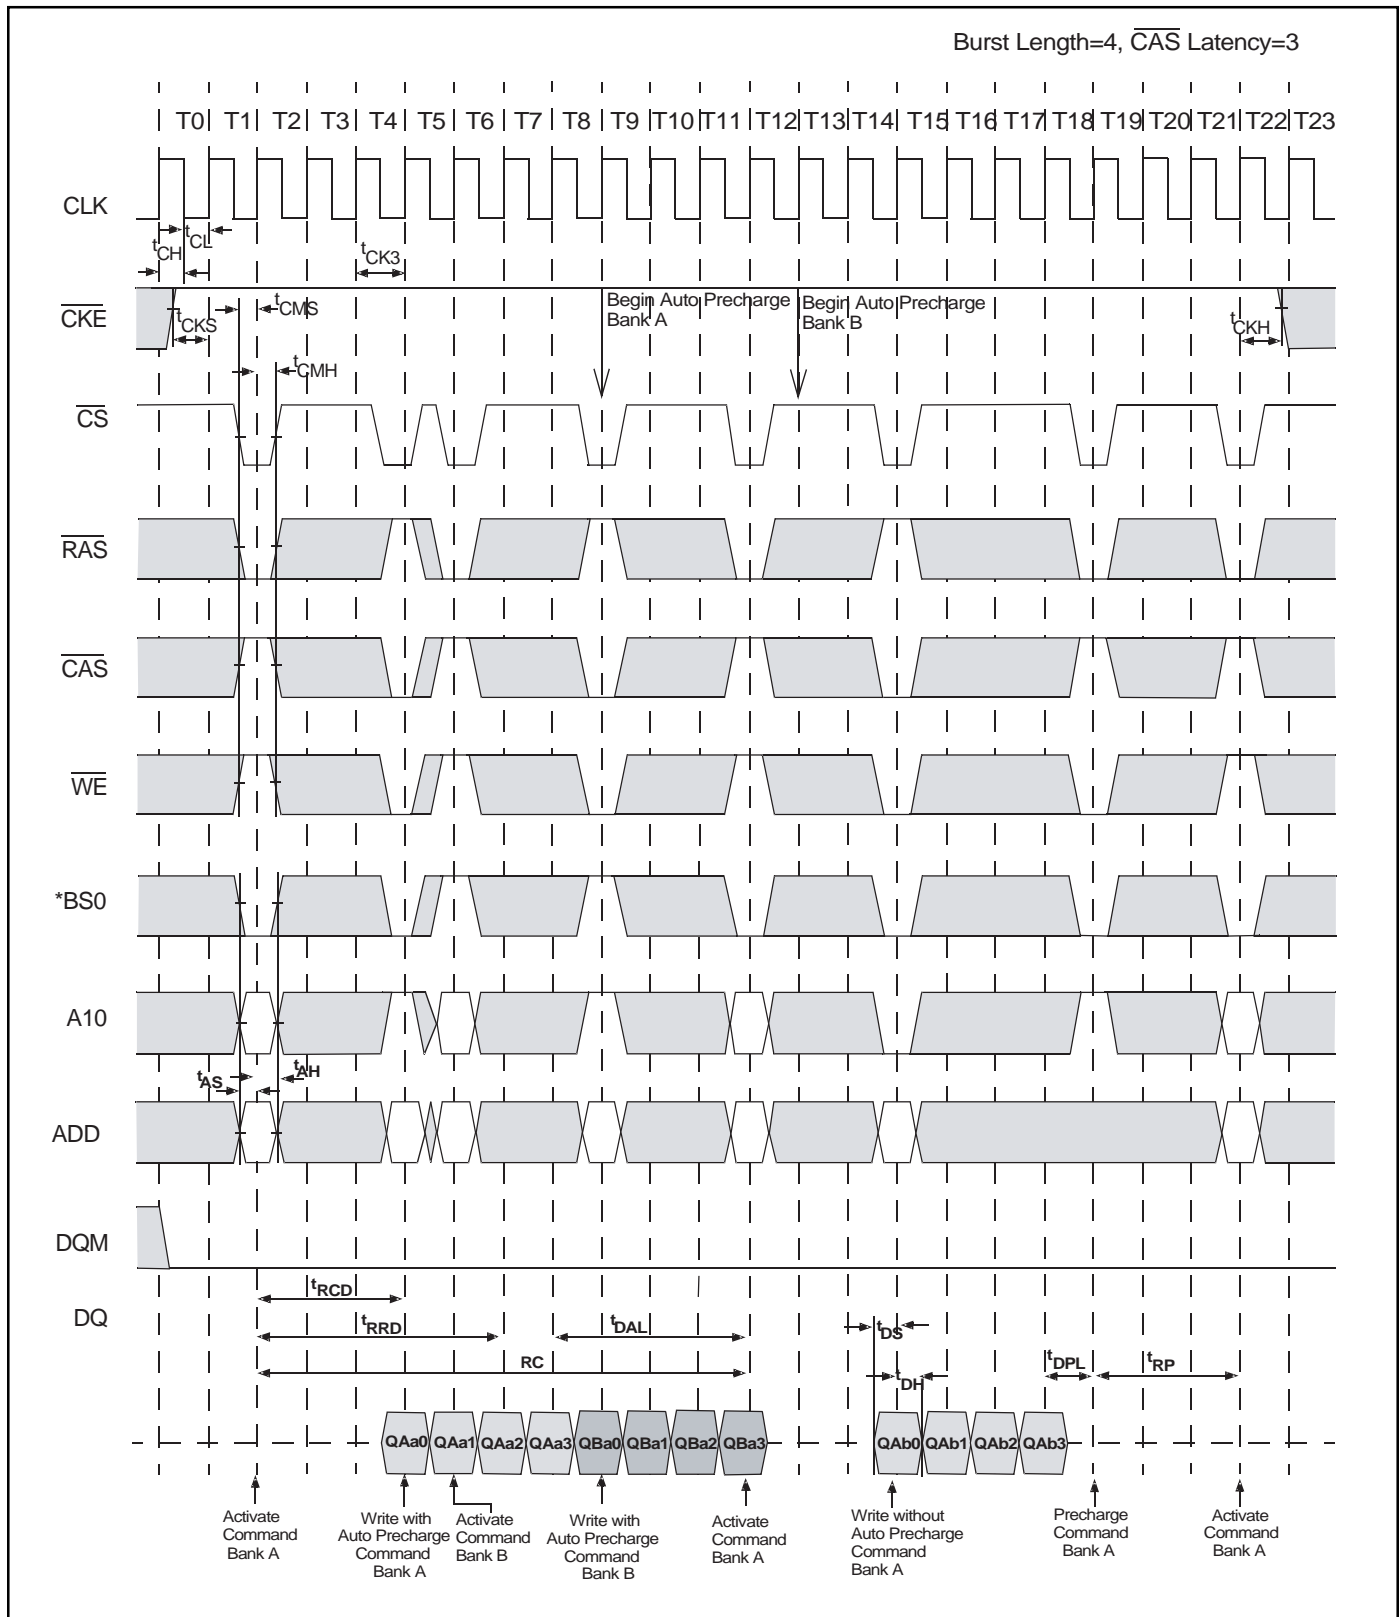 Burst Length=4, CAS Latency=3
T0 T1 T2 T3 T4 T5 T6 T7 T8 T9 T10 T11 T12 T13 T14 T15 T16 T17 T18 T19 T20 T21 T22 T23
CLK
tCH
tCL
tCK3
CKE
tCKS
tCMS
tCMH
Begin Auto Precharge
Bank A
Begin Auto Precharge
Bank B
tCKH
CS
RAS
CAS
WE
*BS0
A10
tAS
tAH
ADD
DQM
DQ
tRCD
tRRD
tDAL
RC
tDS
tDH
tDPL
tRP
QAa0 QAa1 QAa2 QAa3 QBa0 QBa1 QBa2 QBa3 QAb0 QAb1 QAb2 QAb3
Activate
Command
Bank A
Write with
Auto Precharge
Command
Bank A
Activate
Command
Bank B
Write with
Auto Precharge
Command
Bank B
Activate
Command
Bank A
Write without
Auto Precharge
Command
Bank A
Precharge
Command
Bank A
Activate
Command
Bank A